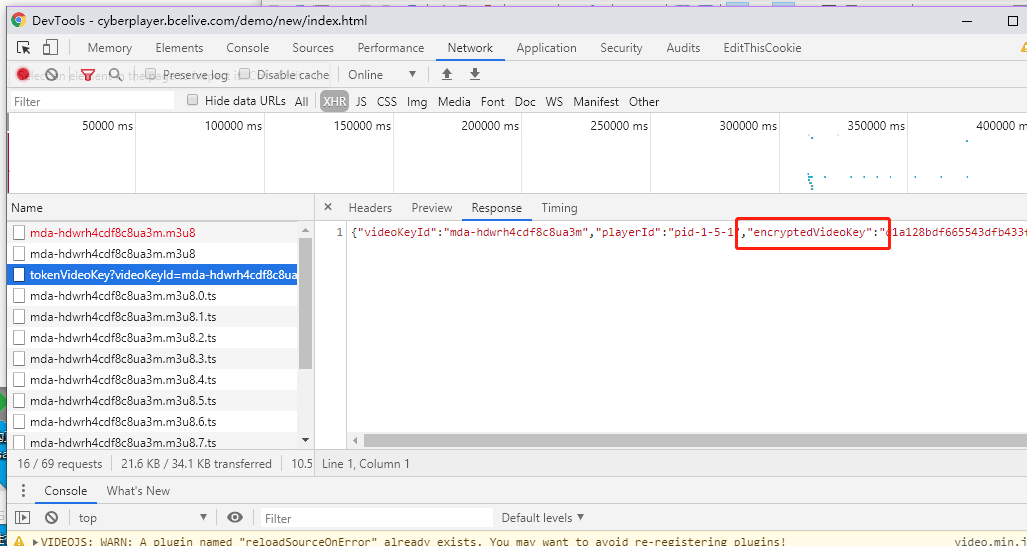 DevTools - cyberplayer.bcelive.com/demo/new/index.html
Memory Elements Console Sources Performance Network Application Security Audits EditThisCookie
Preserve log Disable cache Online
Filter Hide data URLs All XHR JS CSS Img Media Font Doc WS Manifest Other
50000 ms 100000 ms 150000 ms 200000 ms 250000 ms 300000 ms 350000 ms 400000 m
Name × Headers Preview Response Timing
mda-hdwrh4cdf8c8ua3m.m3u8
1 {"videoKeyId":"mda-hdwrh4cdf8c8ua3m","playerId":"pid-1-5-1","encryptedVideoKey":"d1a128bdf665543dfb433f
mda-hdwrh4cdf8c8ua3m.m3u8
tokenVideoKey?videoKeyId=mda-hdwrh4cdf8c8ua
mda-hdwrh4cdf8c8ua3m.m3u8.0.ts
mda-hdwrh4cdf8c8ua3m.m3u8.1.ts
mda-hdwrh4cdf8c8ua3m.m3u8.2.ts
mda-hdwrh4cdf8c8ua3m.m3u8.3.ts
mda-hdwrh4cdf8c8ua3m.m3u8.4.ts
mda-hdwrh4cdf8c8ua3m.m3u8.5.ts
mda-hdwrh4cdf8c8ua3m.m3u8.6.ts
mda-hdwrh4cdf8c8ua3m.m3u8.7.ts
16 / 69 requests 21.6 KB / 34.1 KB transferred 10.5 Line 1, Column 1
Console What's New
top Filter Default levels
VIDEOJS: WARN: A plugin named "reloadSourceOnError" already exists. You may want to avoid re-registering plugins! video.min.j